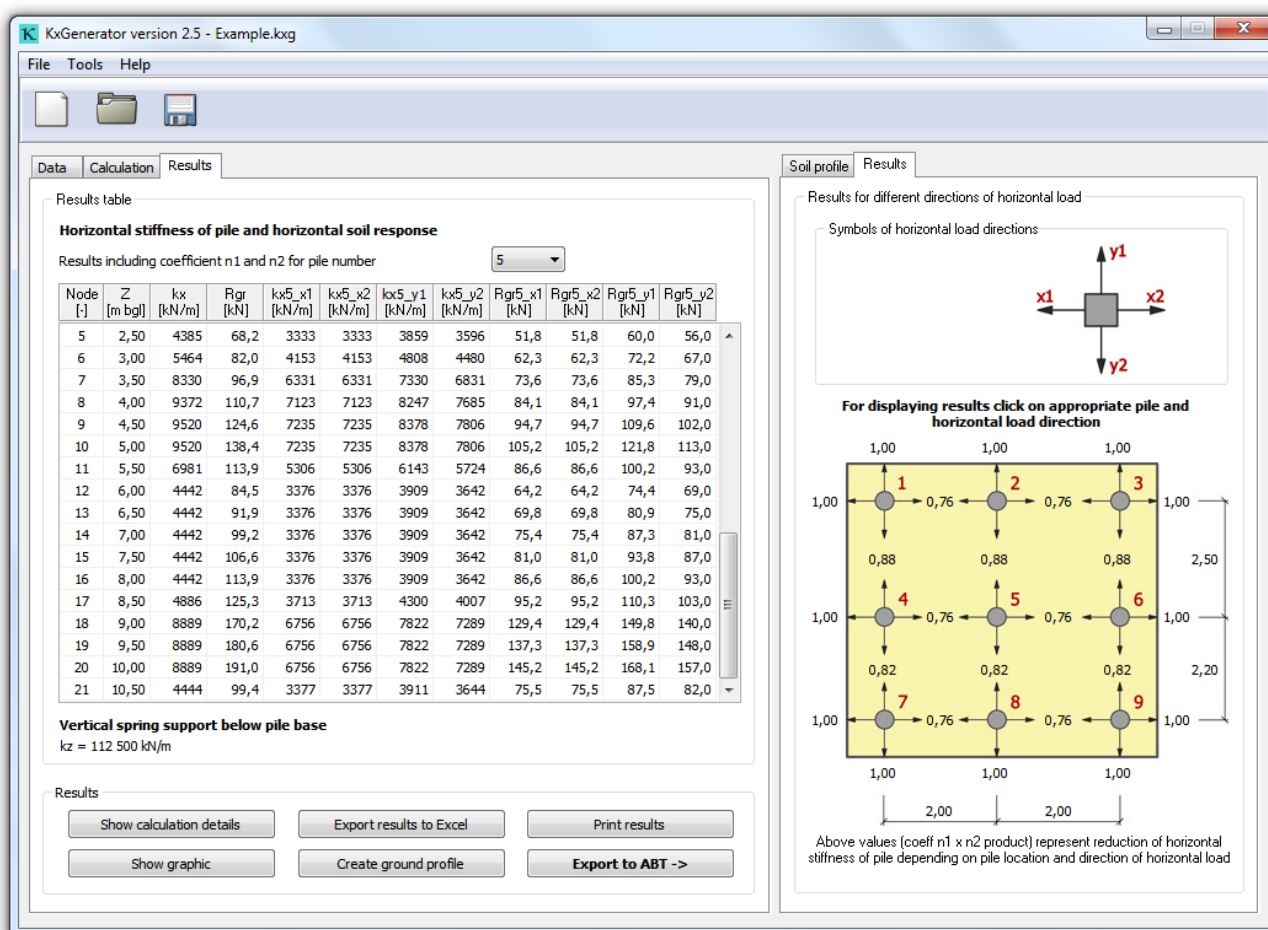 KxGenerator version 2.5 - Example.kxg
File Tools Help
Data Calculation Results
Results table
Horizontal stiffness of pile and horizontal soil response
Results including coefficient n1 and n2 for pile number 5
Node Z kx Rgr kx5_x1 kx5_x2 kx5_y1 kx5_y2 Rgr5_x1 Rgr5_x2 Rgr5_y1 Rgr5_y2
[-] [m bgl] [kN/m] [kN] [kN/m] [kN/m] [kN/m] [kN/m] [kN] [kN] [kN] [kN]
5 2,50 4385 68,2 3333 3333 3859 3596 51,8 51,8 60,0 56,0
6 3,00 5464 82,0 4153 4153 4808 4480 62,3 62,3 72,2 67,0
7 3,50 8330 96,9 6331 6331 7330 6831 73,6 73,6 85,3 79,0
8 4,00 9372 110,7 7123 7123 8247 7685 84,1 84,1 97,4 91,0
9 4,50 9520 124,6 7235 7235 8378 7806 94,7 94,7 109,6 102,0
10 5,00 9520 138,4 7235 7235 8378 7806 105,2 105,2 121,8 113,0
11 5,50 6981 113,9 5306 5306 6143 5724 86,6 86,6 100,2 93,0
12 6,00 4442 84,5 3376 3376 3909 3642 64,2 64,2 74,4 69,0
13 6,50 4442 91,9 3376 3376 3909 3642 69,8 69,8 80,9 75,0
14 7,00 4442 99,2 3376 3376 3909 3642 75,4 75,4 87,3 81,0
15 7,50 4442 106,6 3376 3376 3909 3642 81,0 81,0 93,8 87,0
16 8,00 4442 113,9 3376 3376 3909 3642 86,6 86,6 100,2 93,0
17 8,50 4886 125,3 3713 3713 4300 4007 95,2 95,2 110,3 103,0
18 9,00 8889 170,2 6756 6756 7822 7289 129,4 129,4 149,8 140,0
19 9,50 8889 180,6 6756 6756 7822 7289 137,3 137,3 158,9 148,0
20 10,00 8889 191,0 6756 6756 7822 7289 145,2 145,2 168,1 157,0
21 10,50 4444 99,4 3377 3377 3911 3644 75,5 75,5 87,5 82,0
Vertical spring support below pile base
kz = 112 500 kN/m
Results
Show calculation details Export results to Excel Print results
Show graphic Create ground profile Export to ABT ->
Soil profile Results
Results for different directions of horizontal load
Symbols of horizontal load directions
y1
x1 x2
y2
For displaying results click on appropriate pile and
horizontal load direction
1,00 1,00 1,00
1 2 3
1,00 0,76 0,76 1,00
0,88 0,88 0,88 2,50
4 5 6
1,00 0,76 0,76 1,00
0,82 0,82 0,82 2,20
7 8 9
1,00 0,76 0,76 1,00
1,00 1,00 1,00
2,00 2,00
Above values (coeff n1 x n2 product) represent reduction of horizontal
stiffness of pile depending on pile location and direction of horizontal load